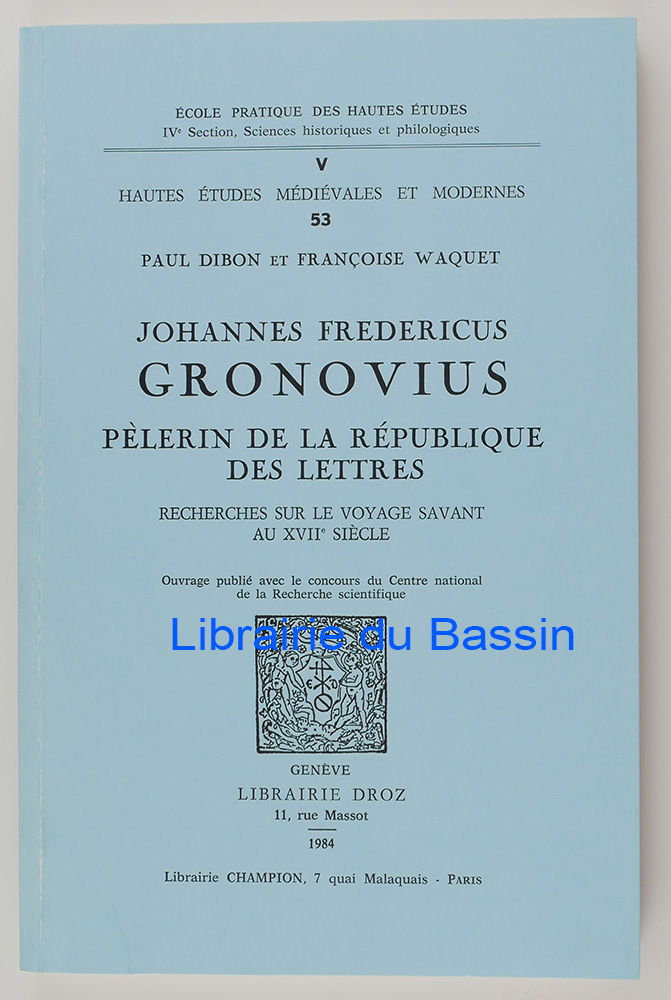 ÉCOLE PRATIQUE DES HAUTES ÉTUDES
IVᵉ Section, Sciences historiques et philologiques
V
HAUTES ÉTUDES MÉDIÉVALES ET MODERNES
53
PAUL DIBON ET FRANÇOISE WAQUET
JOHANNES FREDERICUS
GRONOVIUS
PÈLERIN DE LA RÉPUBLIQUE
DES LETTRES
RECHERCHES SUR LE VOYAGE SAVANT
AU XVIIᵉ SIÈCLE
Ouvrage publié avec le concours du Centre national
de la Recherche scientifique
Librairie du Bassin
E D
GENÈVE
LIBRAIRIE DROZ
11, rue Massot
1984
Librairie CHAMPION, 7 quai Malaquais - PARIS